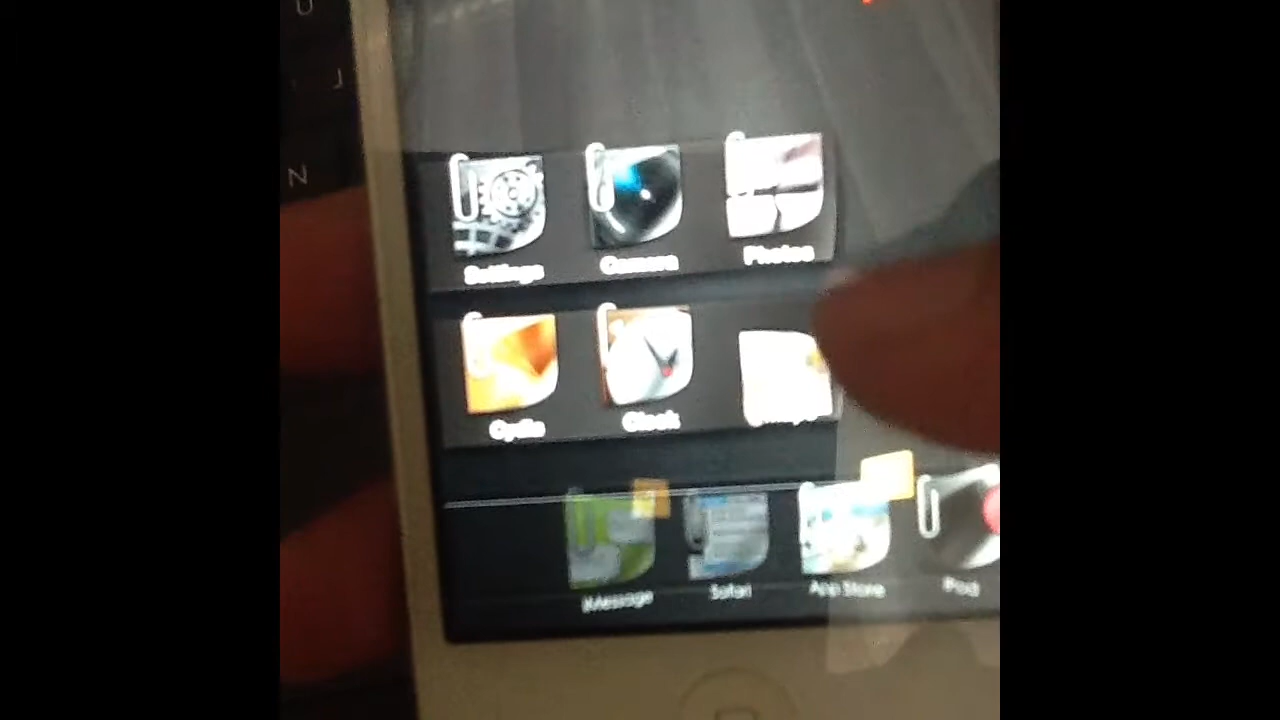 U
J
N
Settings Camera Photos
Cydia Clock
iMessage Safari App Store iPod